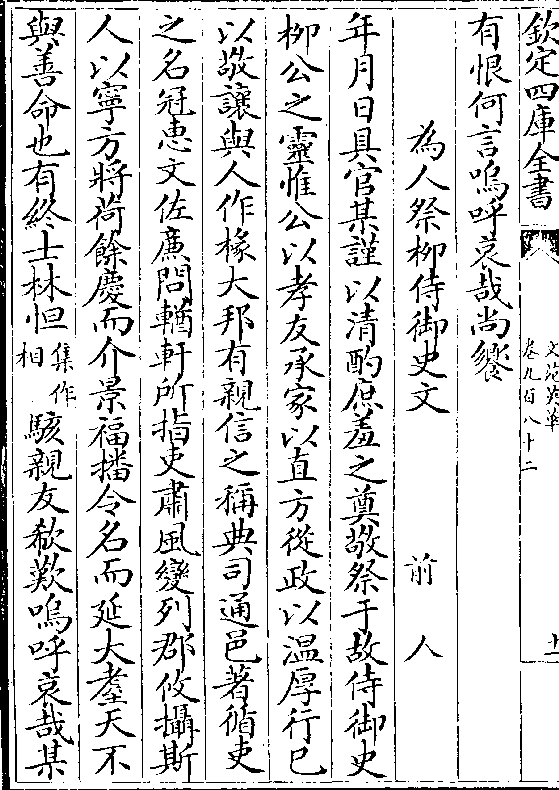 欽定四庫全書
文苑英華
卷九百八十二
十一
有恨何言嗚呼哀哉尚饗
為人祭柳侍御史文　前人
年月日具官某謹以清酌庶羞之奠敬祭于故侍御史
柳公之靈惟公以孝友承家以直方從政以温厚行已
以敬讓與人作椽大邦有親信之稱典司通邑著循吏
之名冠惠文佐亷問輶軒所指吏肅風變列郡攸攝斯
人以寧方將荷餘慶而介景福播令名而延大耋天不
與善命也有終士林怛集作相駭親友欷歎嗚呼哀哉某